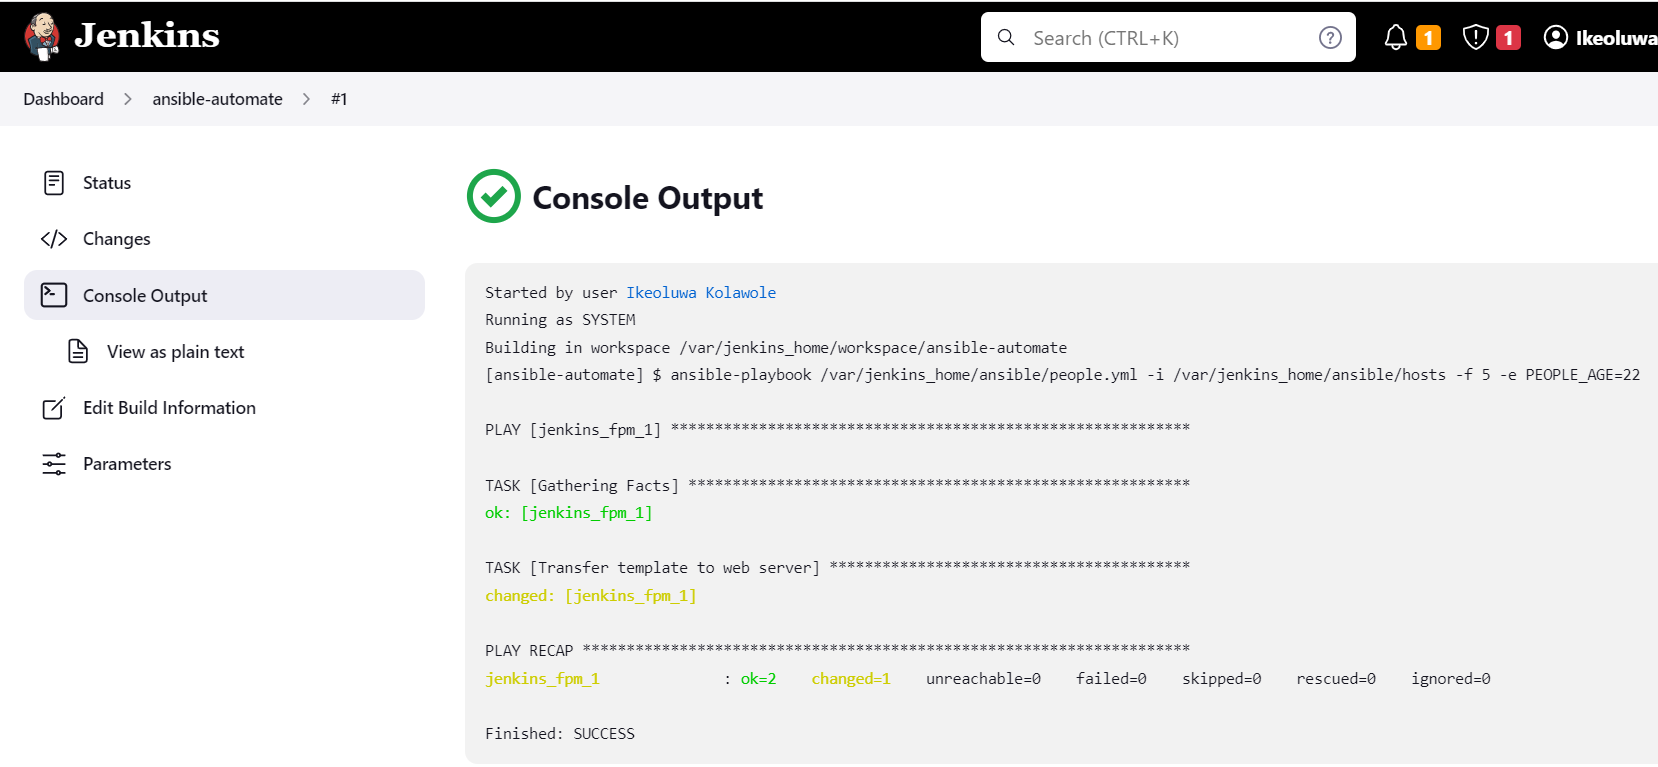 Jenkins
Search (CTRL+K)
?
1
1
Ikeoluwa
Dashboard > ansible-automate > #1
Status
Changes
Console Output
View as plain text
Edit Build Information
Parameters
Console Output
Started by user Ikeoluwa Kolawole
Running as SYSTEM
Building in workspace /var/jenkins_home/workspace/ansible-automate
[ansible-automate] $ ansible-playbook /var/jenkins_home/ansible/people.yml -i /var/jenkins_home/ansible/hosts -f 5 -e PEOPLE_AGE=22
PLAY [jenkins_fpm_1] ***********************************************************
TASK [Gathering Facts] *********************************************************
ok: [jenkins_fpm_1]
TASK [Transfer template to web server] *****************************************
changed: [jenkins_fpm_1]
PLAY RECAP *********************************************************************
jenkins_fpm_1 : ok=2 changed=1 unreachable=0 failed=0 skipped=0 rescued=0 ignored=0
Finished: SUCCESS